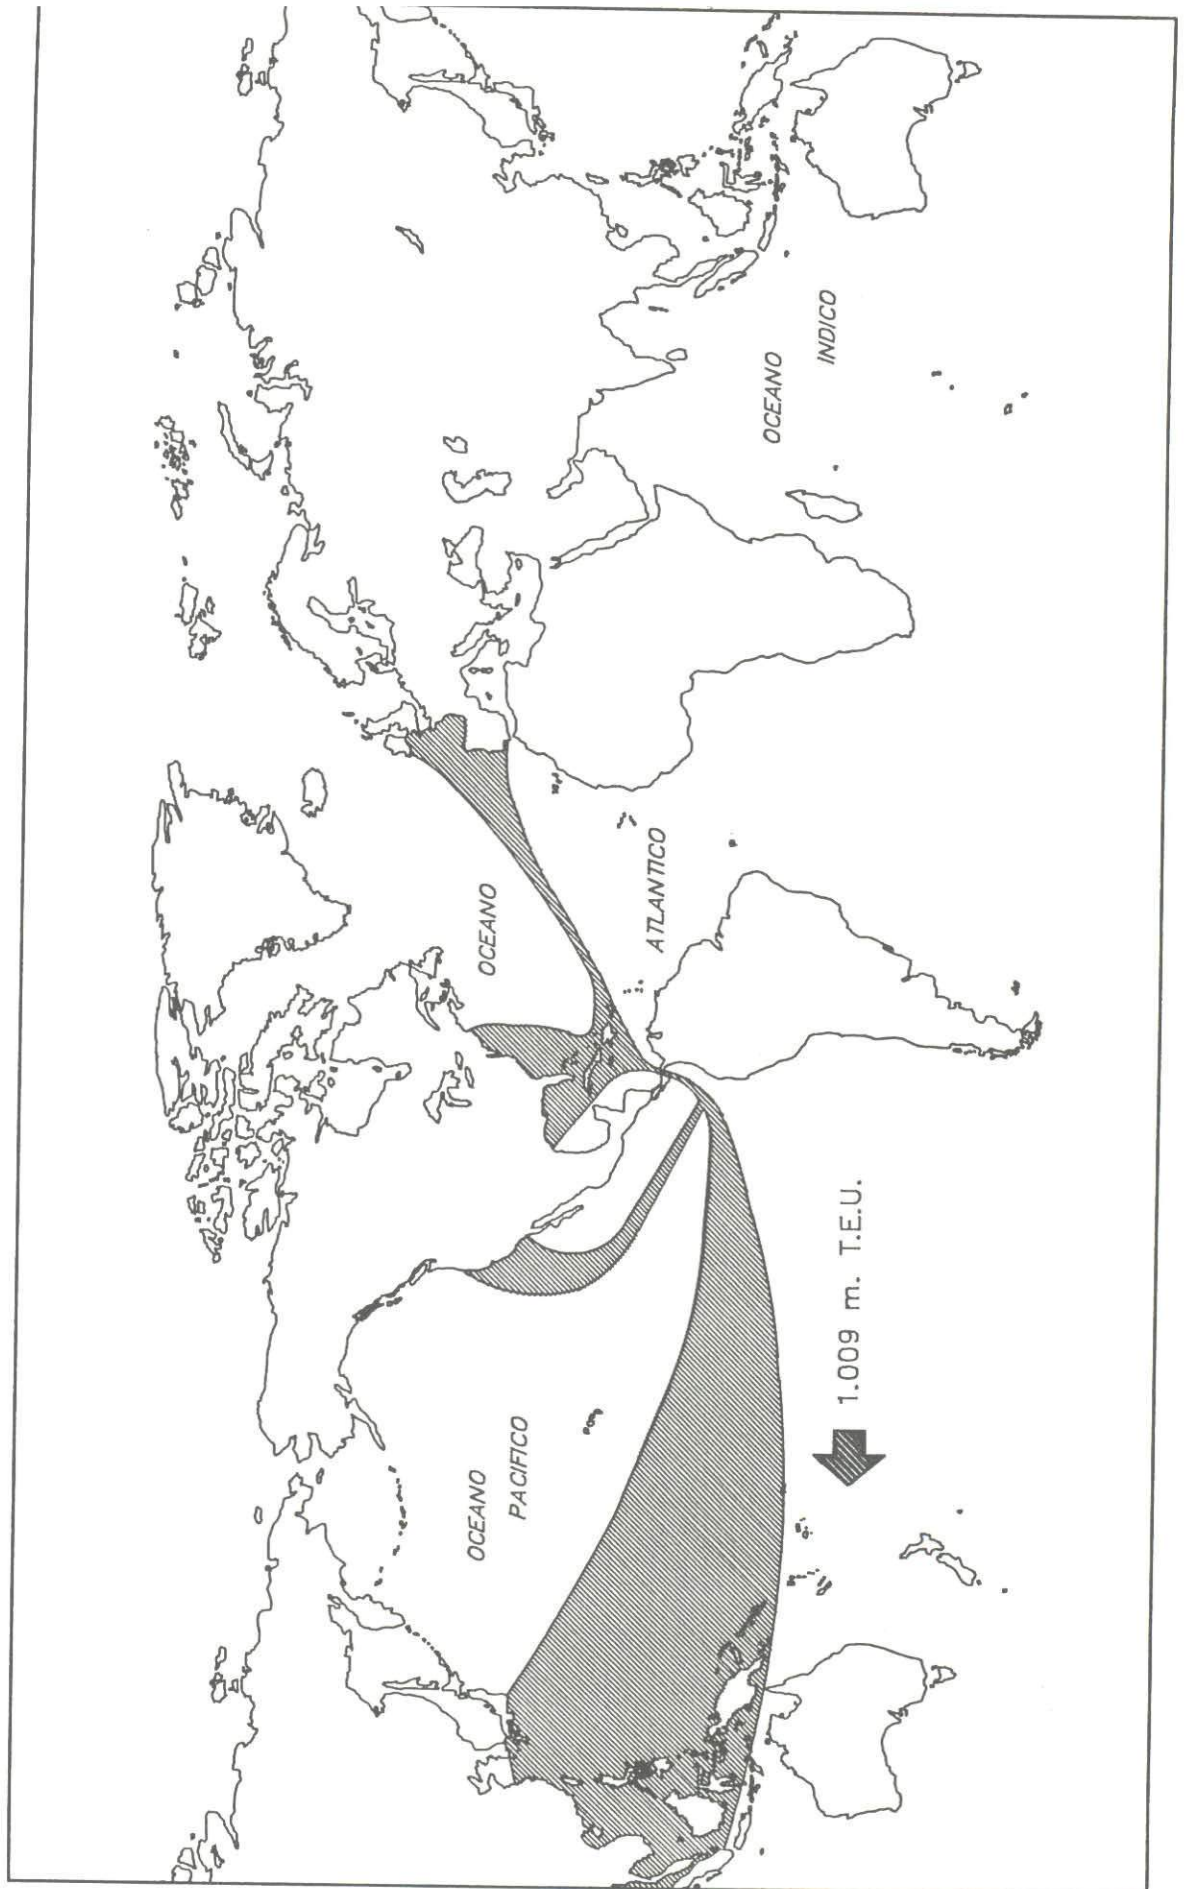 OCEANO
PACIFICO
OCEANO
ATLANTICO
OCEANO
INDICO
1.009 m. T.E.U.